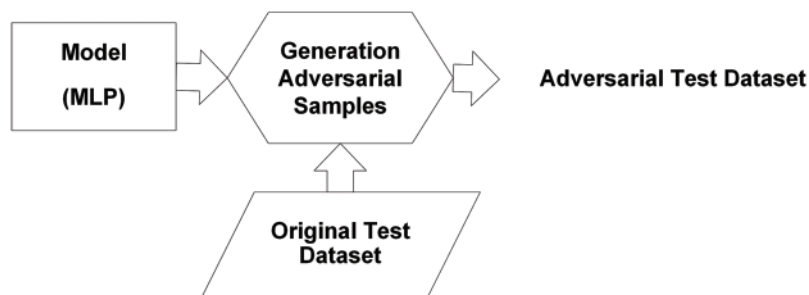 Model
(MLP)
Generation
Adversarial
Samples
Adversarial Test Dataset
Original Test
Dataset